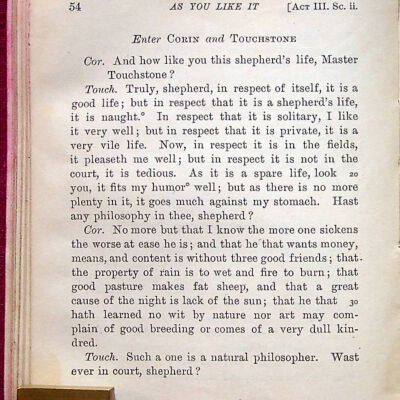 54 AS YOU LIKE IT [ACT III. Sc. ii.
Enter CORIN and TOUCHSTONE
Cor. And how like you this shepherd's life, Master
Touchstone?
Touch. Truly, shepherd, in respect of itself, it is a
good life; but in respect that it is a shepherd's life,
it is naught.° In respect that it is solitary, I like
it very well; but in respect that it is private, it is a
very vile life. Now, in respect it is in the fields,
it pleaseth me well; but in respect it is not in the
court, it is tedious. As it is a spare life, look 20
you, it fits my humor° well; but as there is no more
plenty in it, it goes much against my stomach. Hast
any philosophy in thee, shepherd?
Cor. No more but that I know the more one sickens
the worse at ease he is; and that he that wants money,
means, and content is without three good friends; that
the property of rain is to wet and fire to burn; that
good pasture makes fat sheep, and that a great
cause of the night is lack of the sun; that he that 30
hath learned no wit by nature nor art may com-
plain of good breeding or comes of a very dull kin-
dred.
Touch. Such a one is a natural philosopher. Wast
ever in court, shepherd?